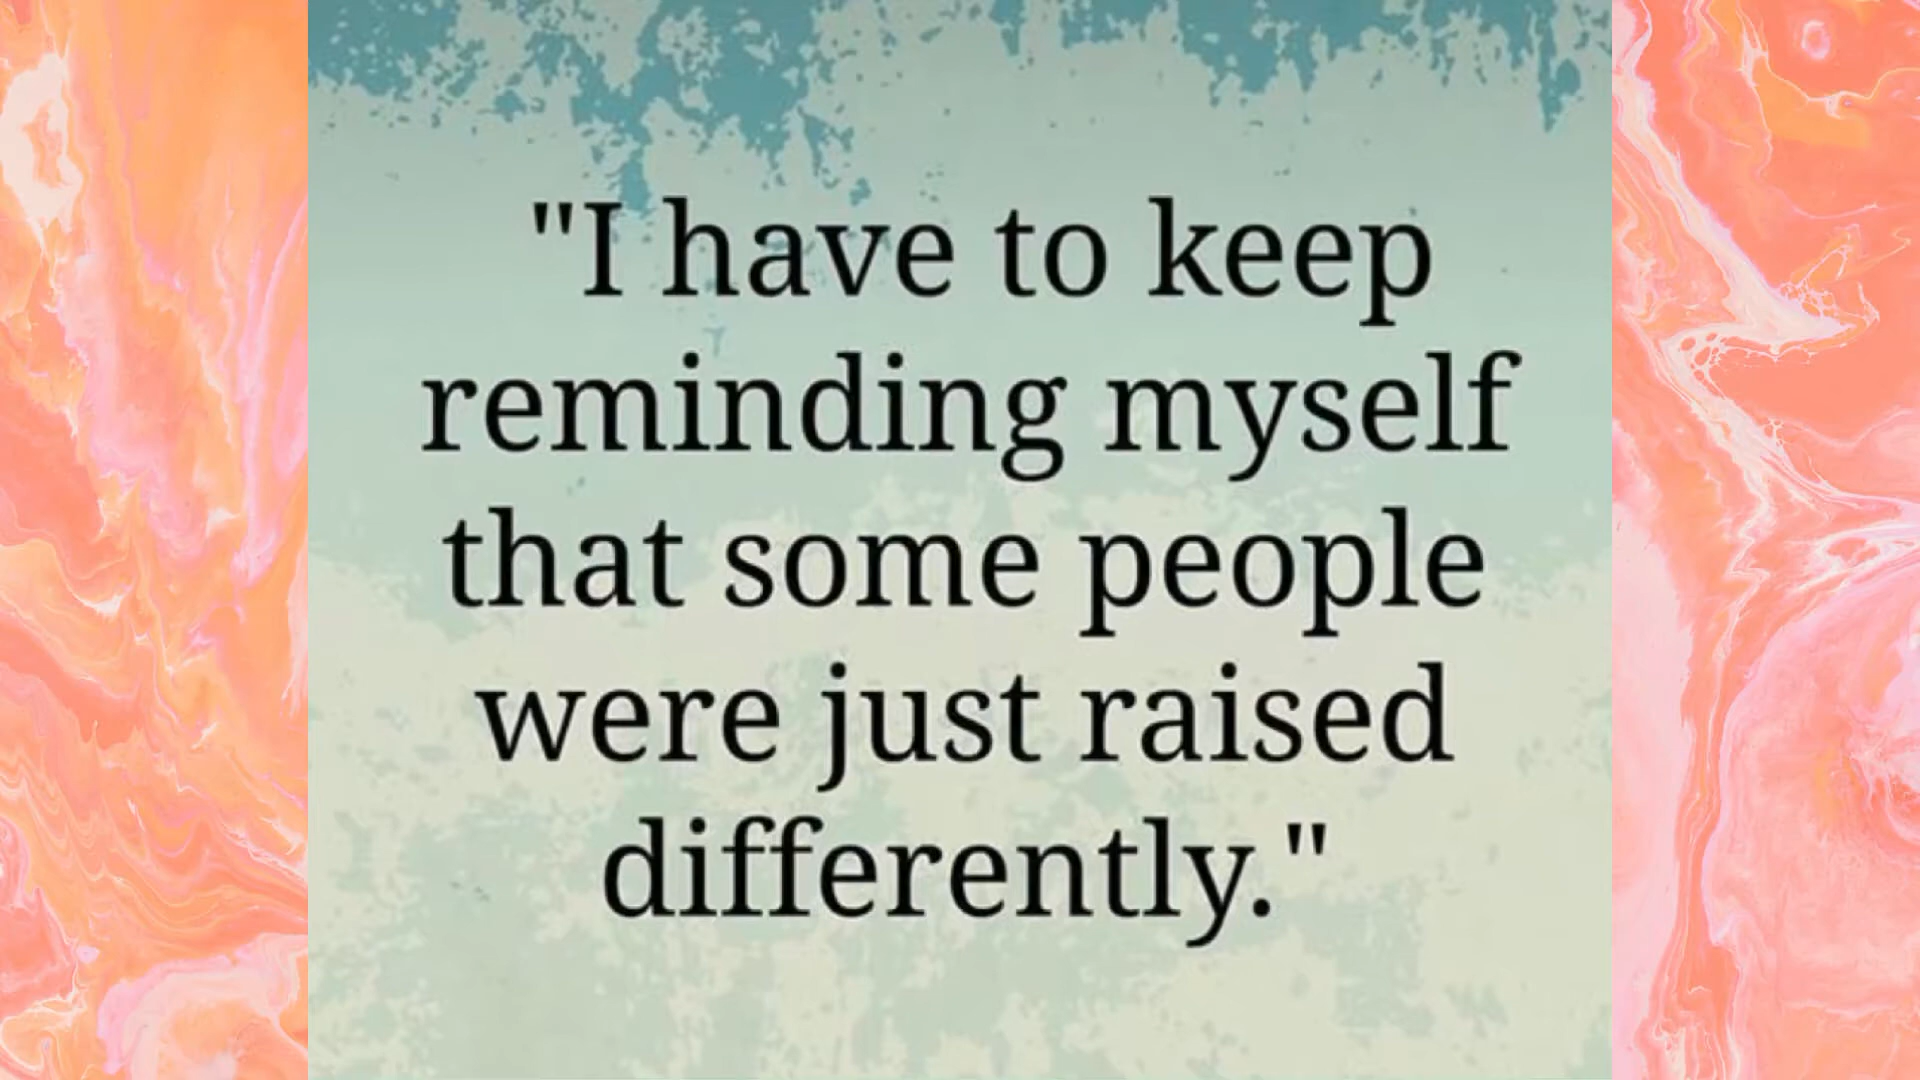 "I have to keep
reminding myself
that some people
were just raised
differently."